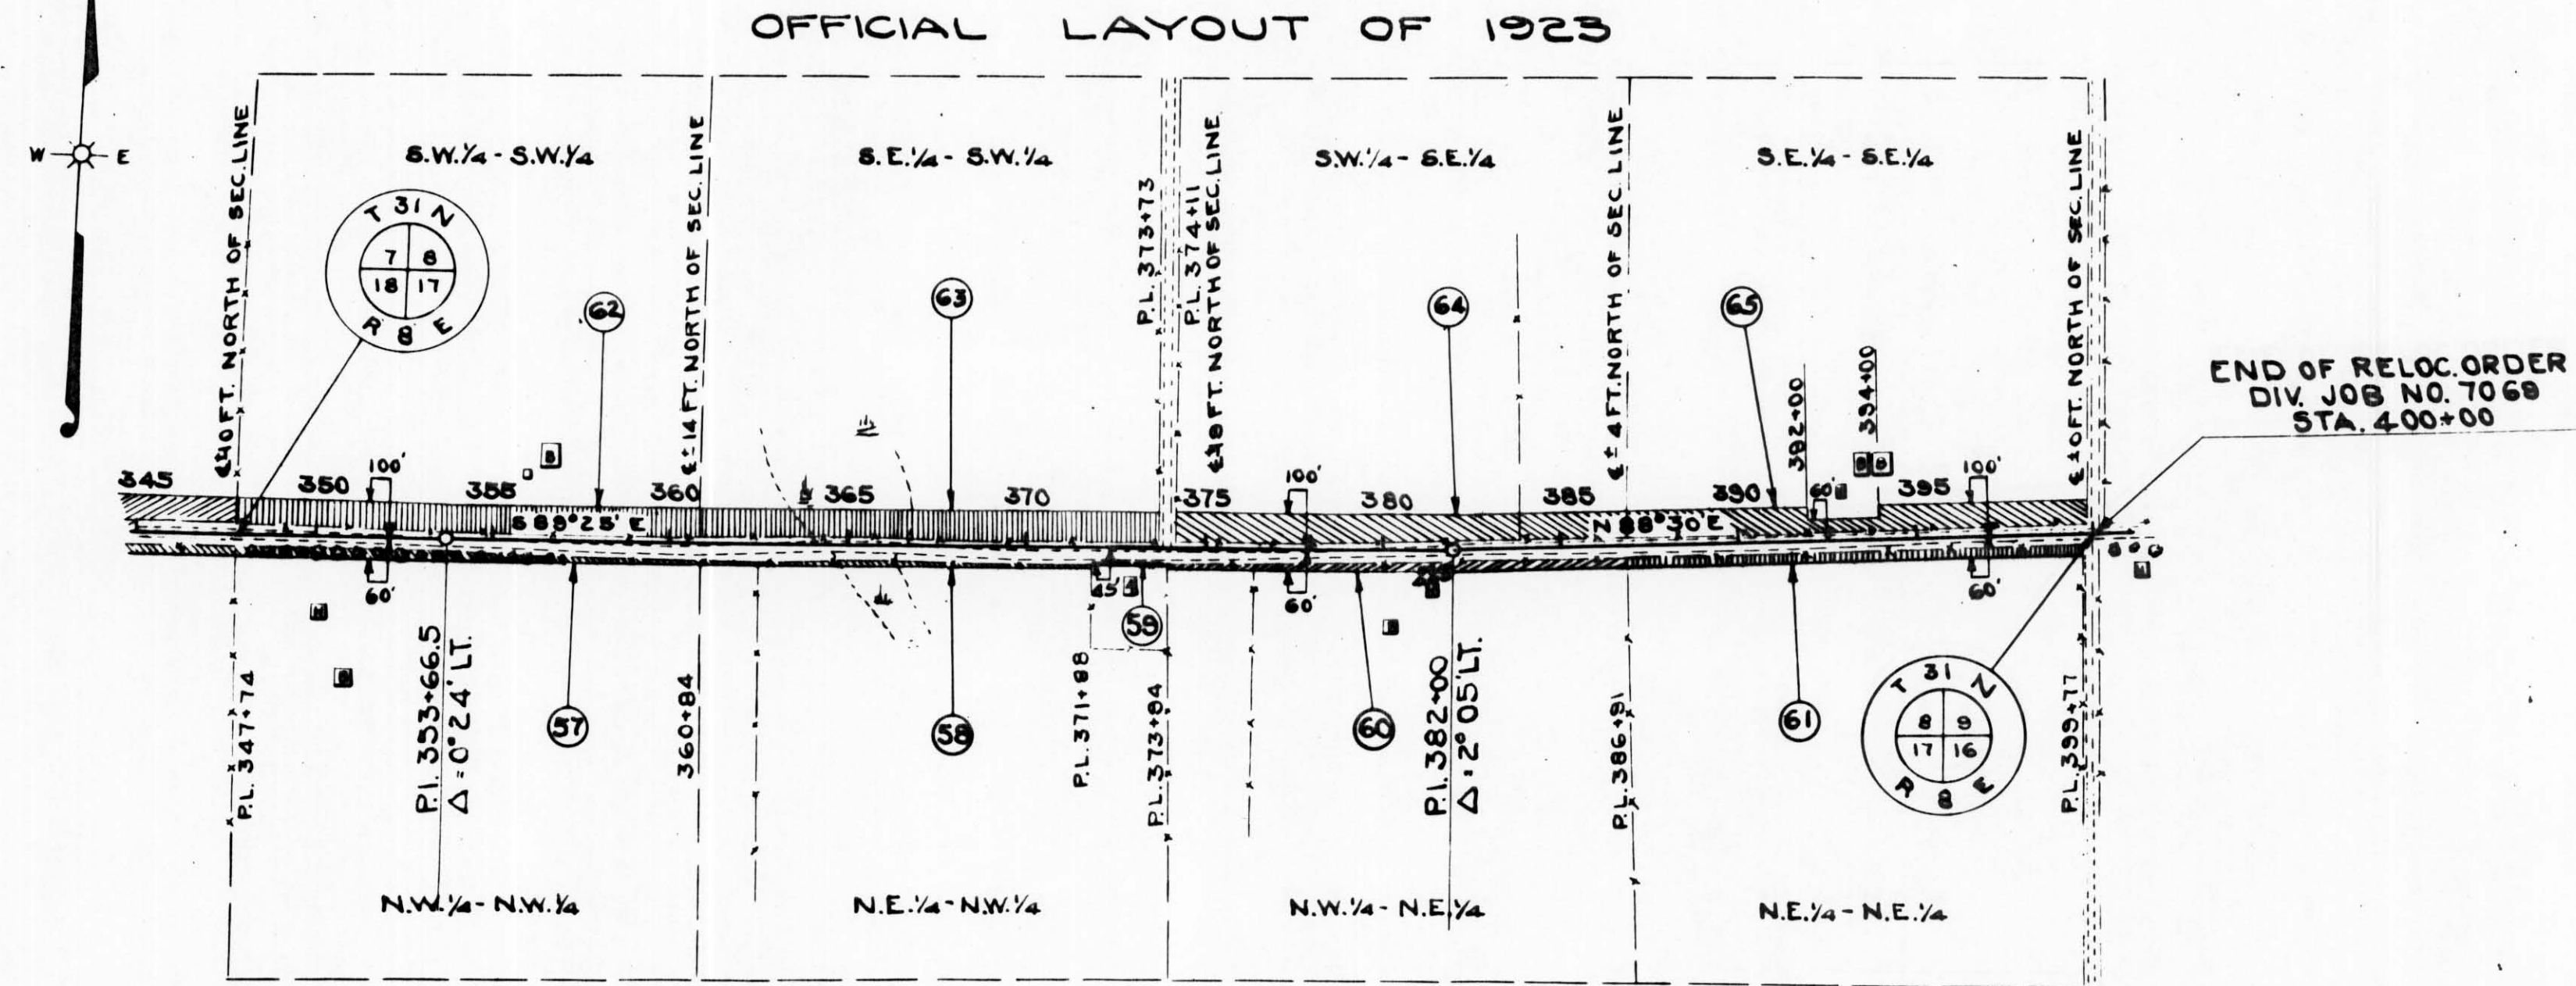 OFFICIAL LAYOUT OF 1923
W E
S.W.¼ - S.W.¼
S.E.¼ - S.W.¼
S.W.¼ - S.E.¼
S.E.¼ - S.E.¼
FT. NORTH OF SEC. LINE
℄ ± 14 FT. NORTH OF SEC. LINE
P.L. 373+73
P.L. 374+11
FT. NORTH OF SEC. LINE
℄ ± 4 FT. NORTH OF SEC. LINE
℄ ± 0 FT. NORTH OF SEC. LINE
T 31 N
7 8
18 17
R 8 E
62
63
64
65
392+00
394+00
END OF RELOC. ORDER
DIV. JOB NO. 7069
STA. 400+00
345
350
355
360
365
370
375
380
385
390
395
100'
100'
60'
100'
S 89° 25' E
N 88° 30' E
60'
45'
60'
60'
57
58
59
60
61
P.L. 347+74
P.I. 353+66.5
Δ = 0° 24' LT.
360+84
P.L. 371+88
P.L. 373+94
P.I. 382+00
Δ = 2° 05' LT.
P.L. 386+91
P.L. 399+77
T 31 N
8 9
17 16
R 8 E
N.W.¼ - N.W.¼
N.E.¼ - N.W.¼
N.W.¼ - N.E.¼
N.E.¼ - N.E.¼